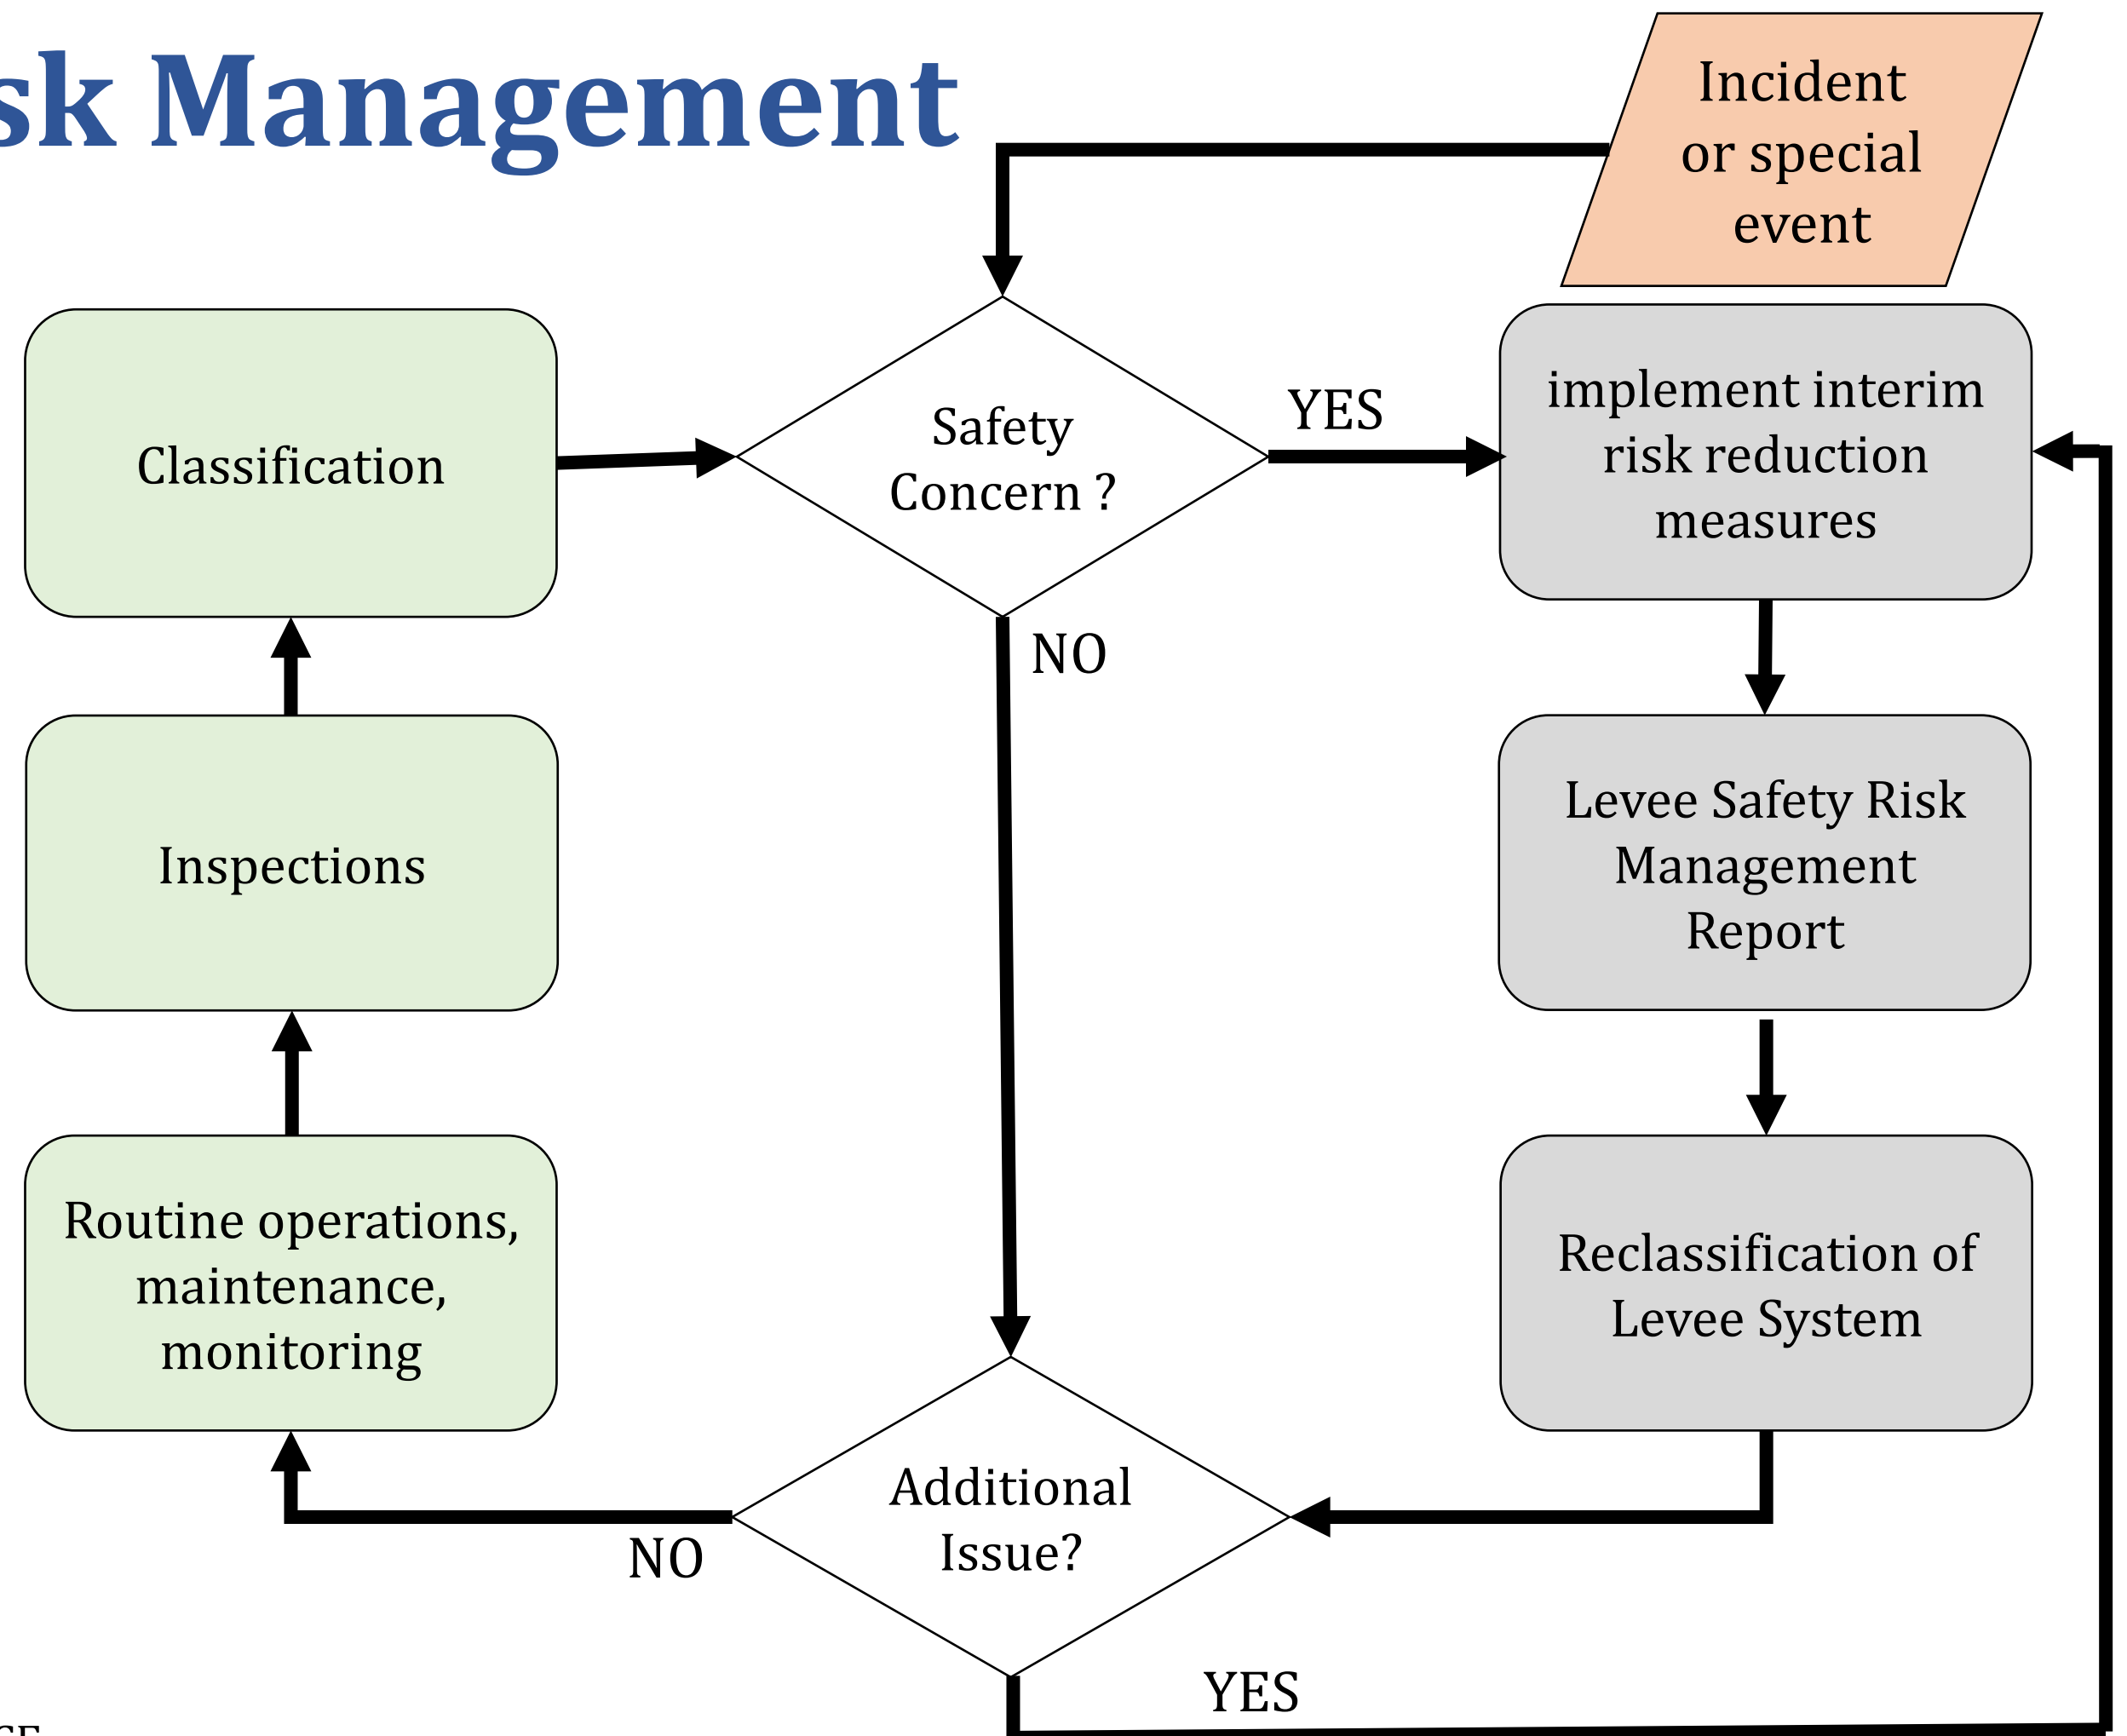 sk Management
Incident
or special
event
Classification
Safety
Concern ?
YES
implement interim
risk reduction
measures
NO
Inspections
Levee Safety Risk
Management
Report
Routine operations,
maintenance,
monitoring
Reclassification of
Levee System
Additional
Issue?
NO
YES